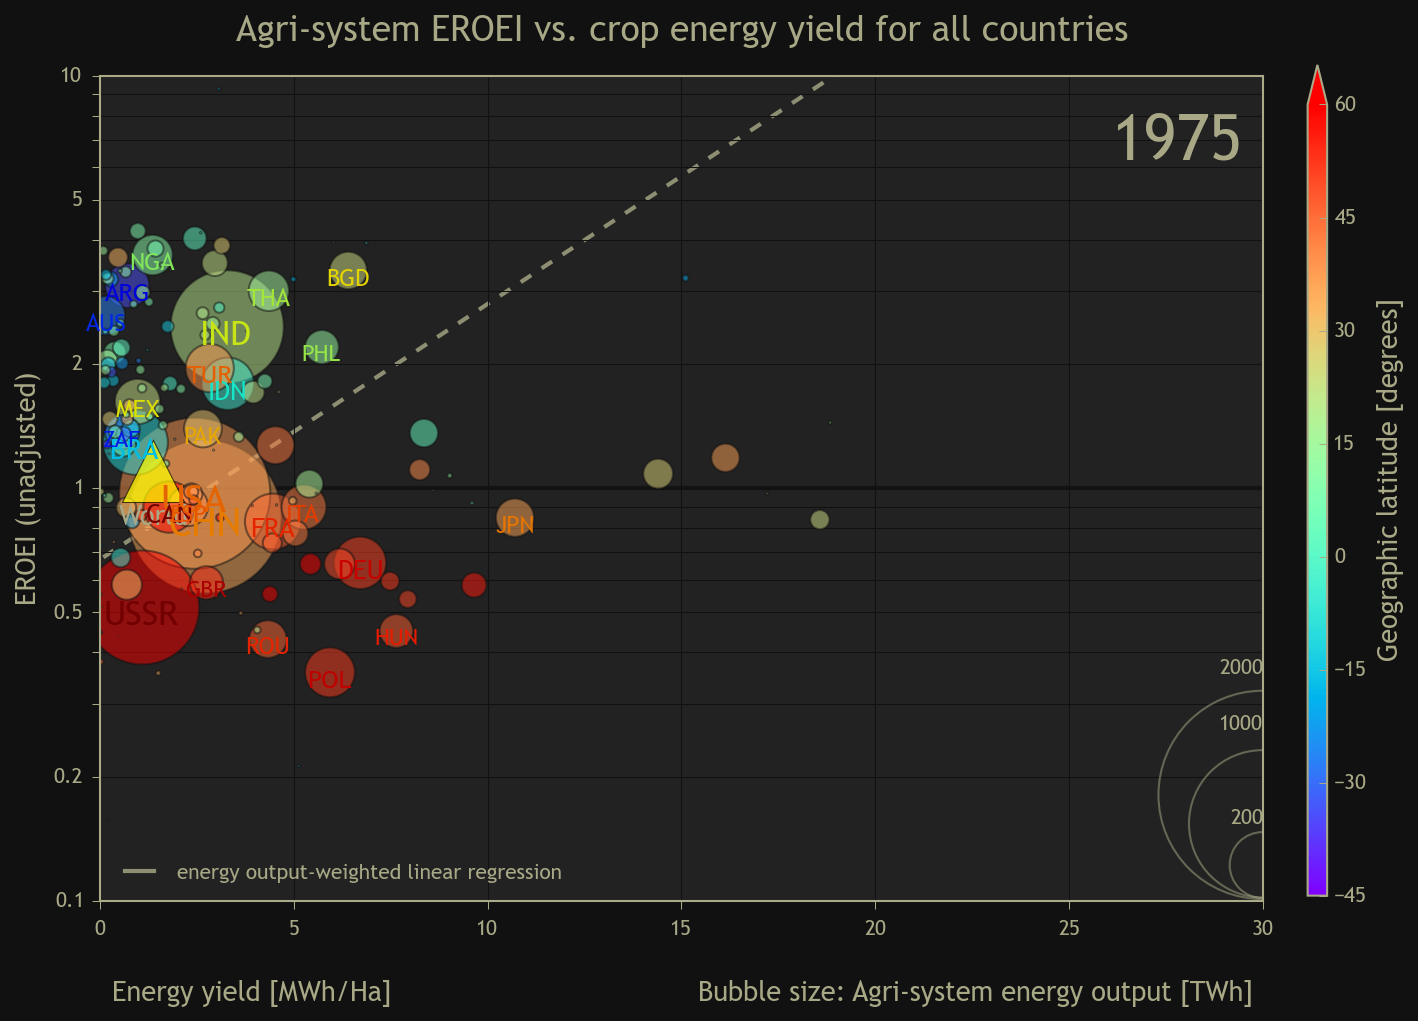 Agri-system EROEI vs. crop energy yield for all countries
1975
EROEI (unadjusted)
10
5
2
1
0.5
0.2
0.1
NGA
ARG
AUS
BGD
THA
IND
PHL
TUR
IDN
MEX
PAK
ZAF
BRA
USA
CAN
ESP
World
CHN
FRA
ITA
JPN
DEU
GBR
USSR
ROU
HUN
POL
2000
1000
200
energy output-weighted linear regression
0
5
10
15
20
25
30
Energy yield [MWh/Ha]
Bubble size: Agri-system energy output [TWh]
60
45
30
15
0
−15
−30
−45
Geographic latitude [degrees]